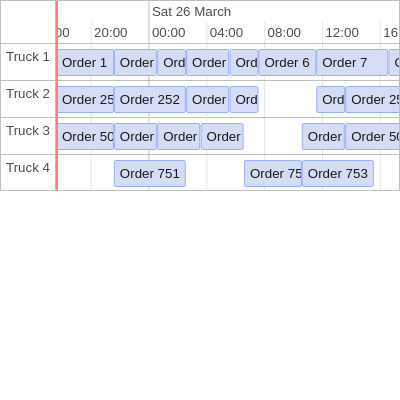 Sat 26 March
00 20:00 00:00 04:00 08:00 12:00 16
Truck 1 Order 1 Order Ord Order Ord Order 6 Order 7
Truck 2 Order 25 Order 252 Order Ord Ord Order 25
Truck 3 Order 50 Order Order Order Order Order 50
Truck 4 Order 751 Order 75 Order 753